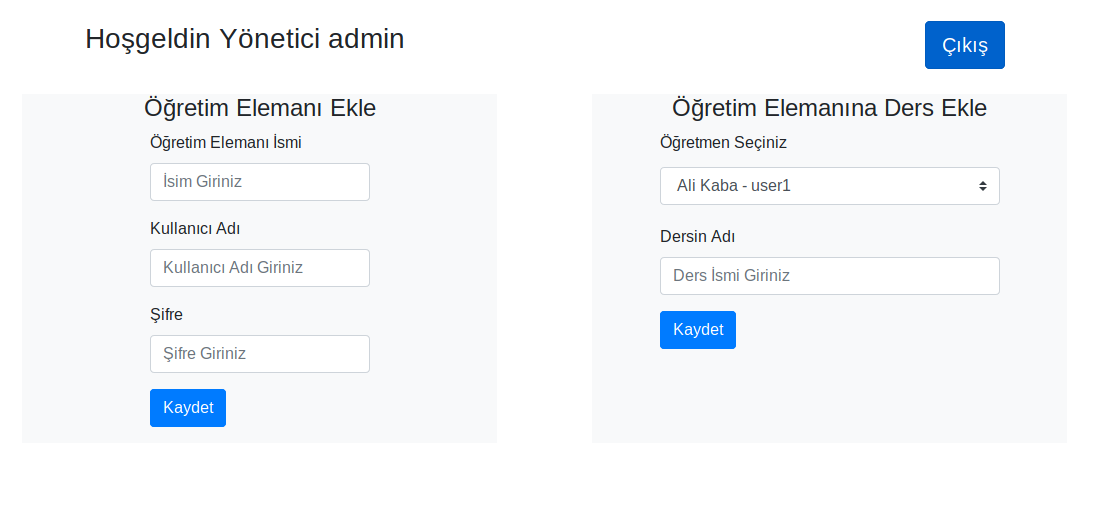 Hoşgeldin Yönetici admin
Çıkış
Öğretim Elemanı Ekle
Öğretim Elemanı İsmi
İsim Giriniz
Kullanıcı Adı
Kullanıcı Adı Giriniz
Şifre
Şifre Giriniz
Kaydet
Öğretim Elemanına Ders Ekle
Öğretmen Seçiniz
Ali Kaba - user1
Dersin Adı
Ders İsmi Giriniz
Kaydet